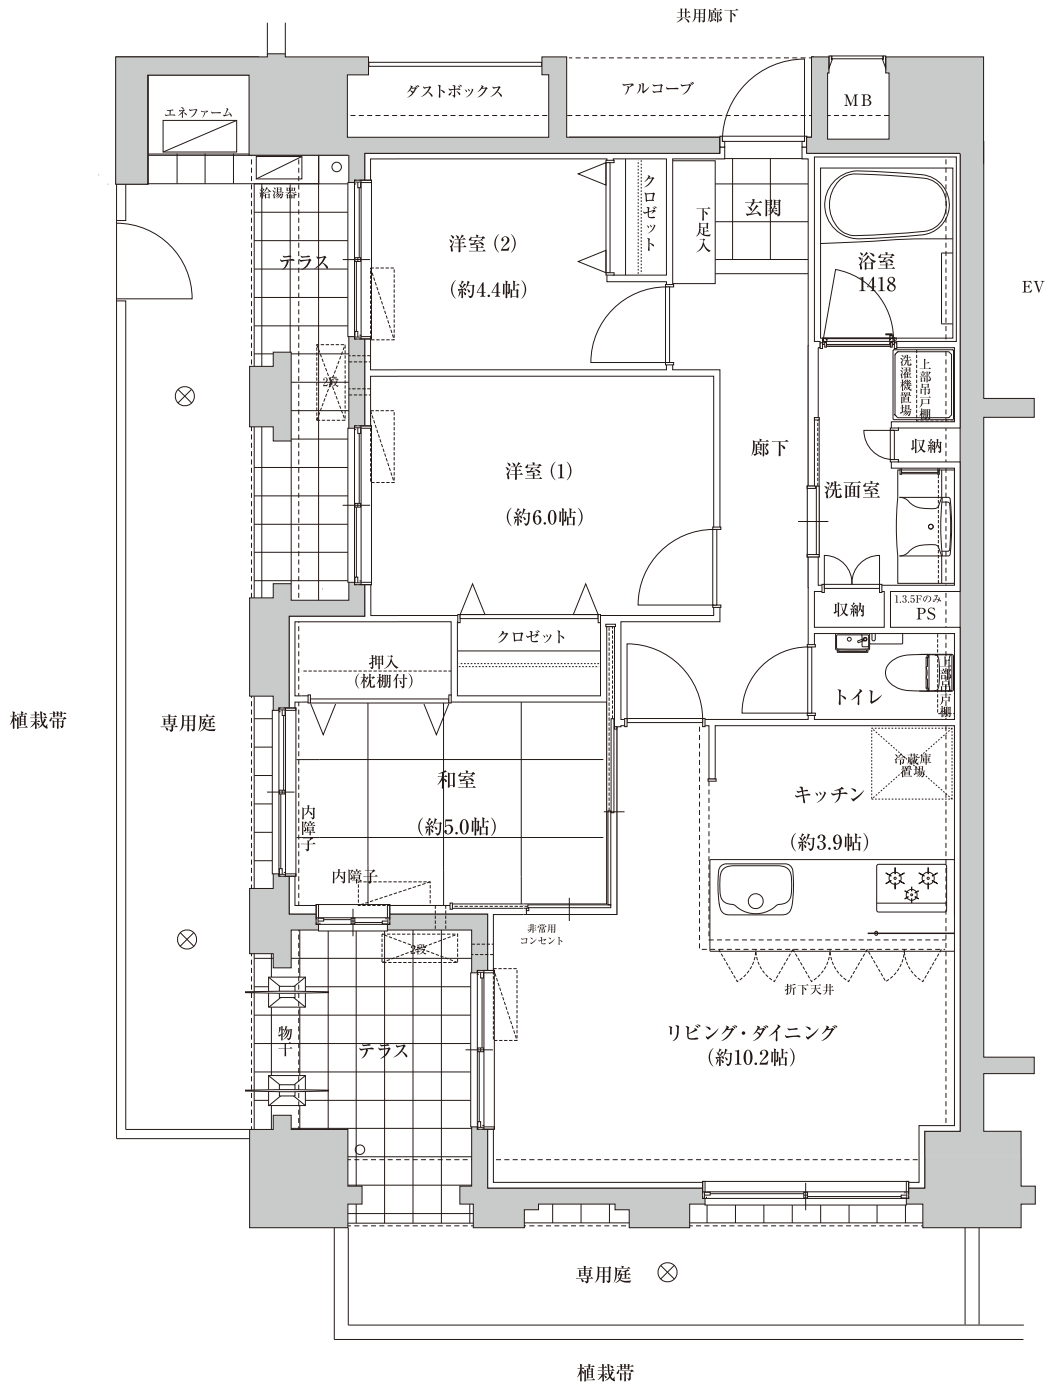 共用廊下
ダストボックス
アルコーブ
MB
エネファーム
給湯器
テラス
洋室（2）
（約4.4帖）
クロゼット
下足入
玄関
浴室
1418
EV
2段
洗濯機置場
上部吊戸棚
収納
洋室（1）
（約6.0帖）
廊下
洗面室
収納
1.3.5Fのみ
PS
クロゼット
押入
（枕棚付）
トイレ
上部吊戸棚
植栽帯
専用庭
和室
（約5.0帖）
内障子
内障子
冷蔵庫
置場
キッチン
（約3.9帖）
非常用
コンセント
2段
折下天井
物干
テラス
リビング・ダイニング
（約10.2帖）
専用庭
植栽帯